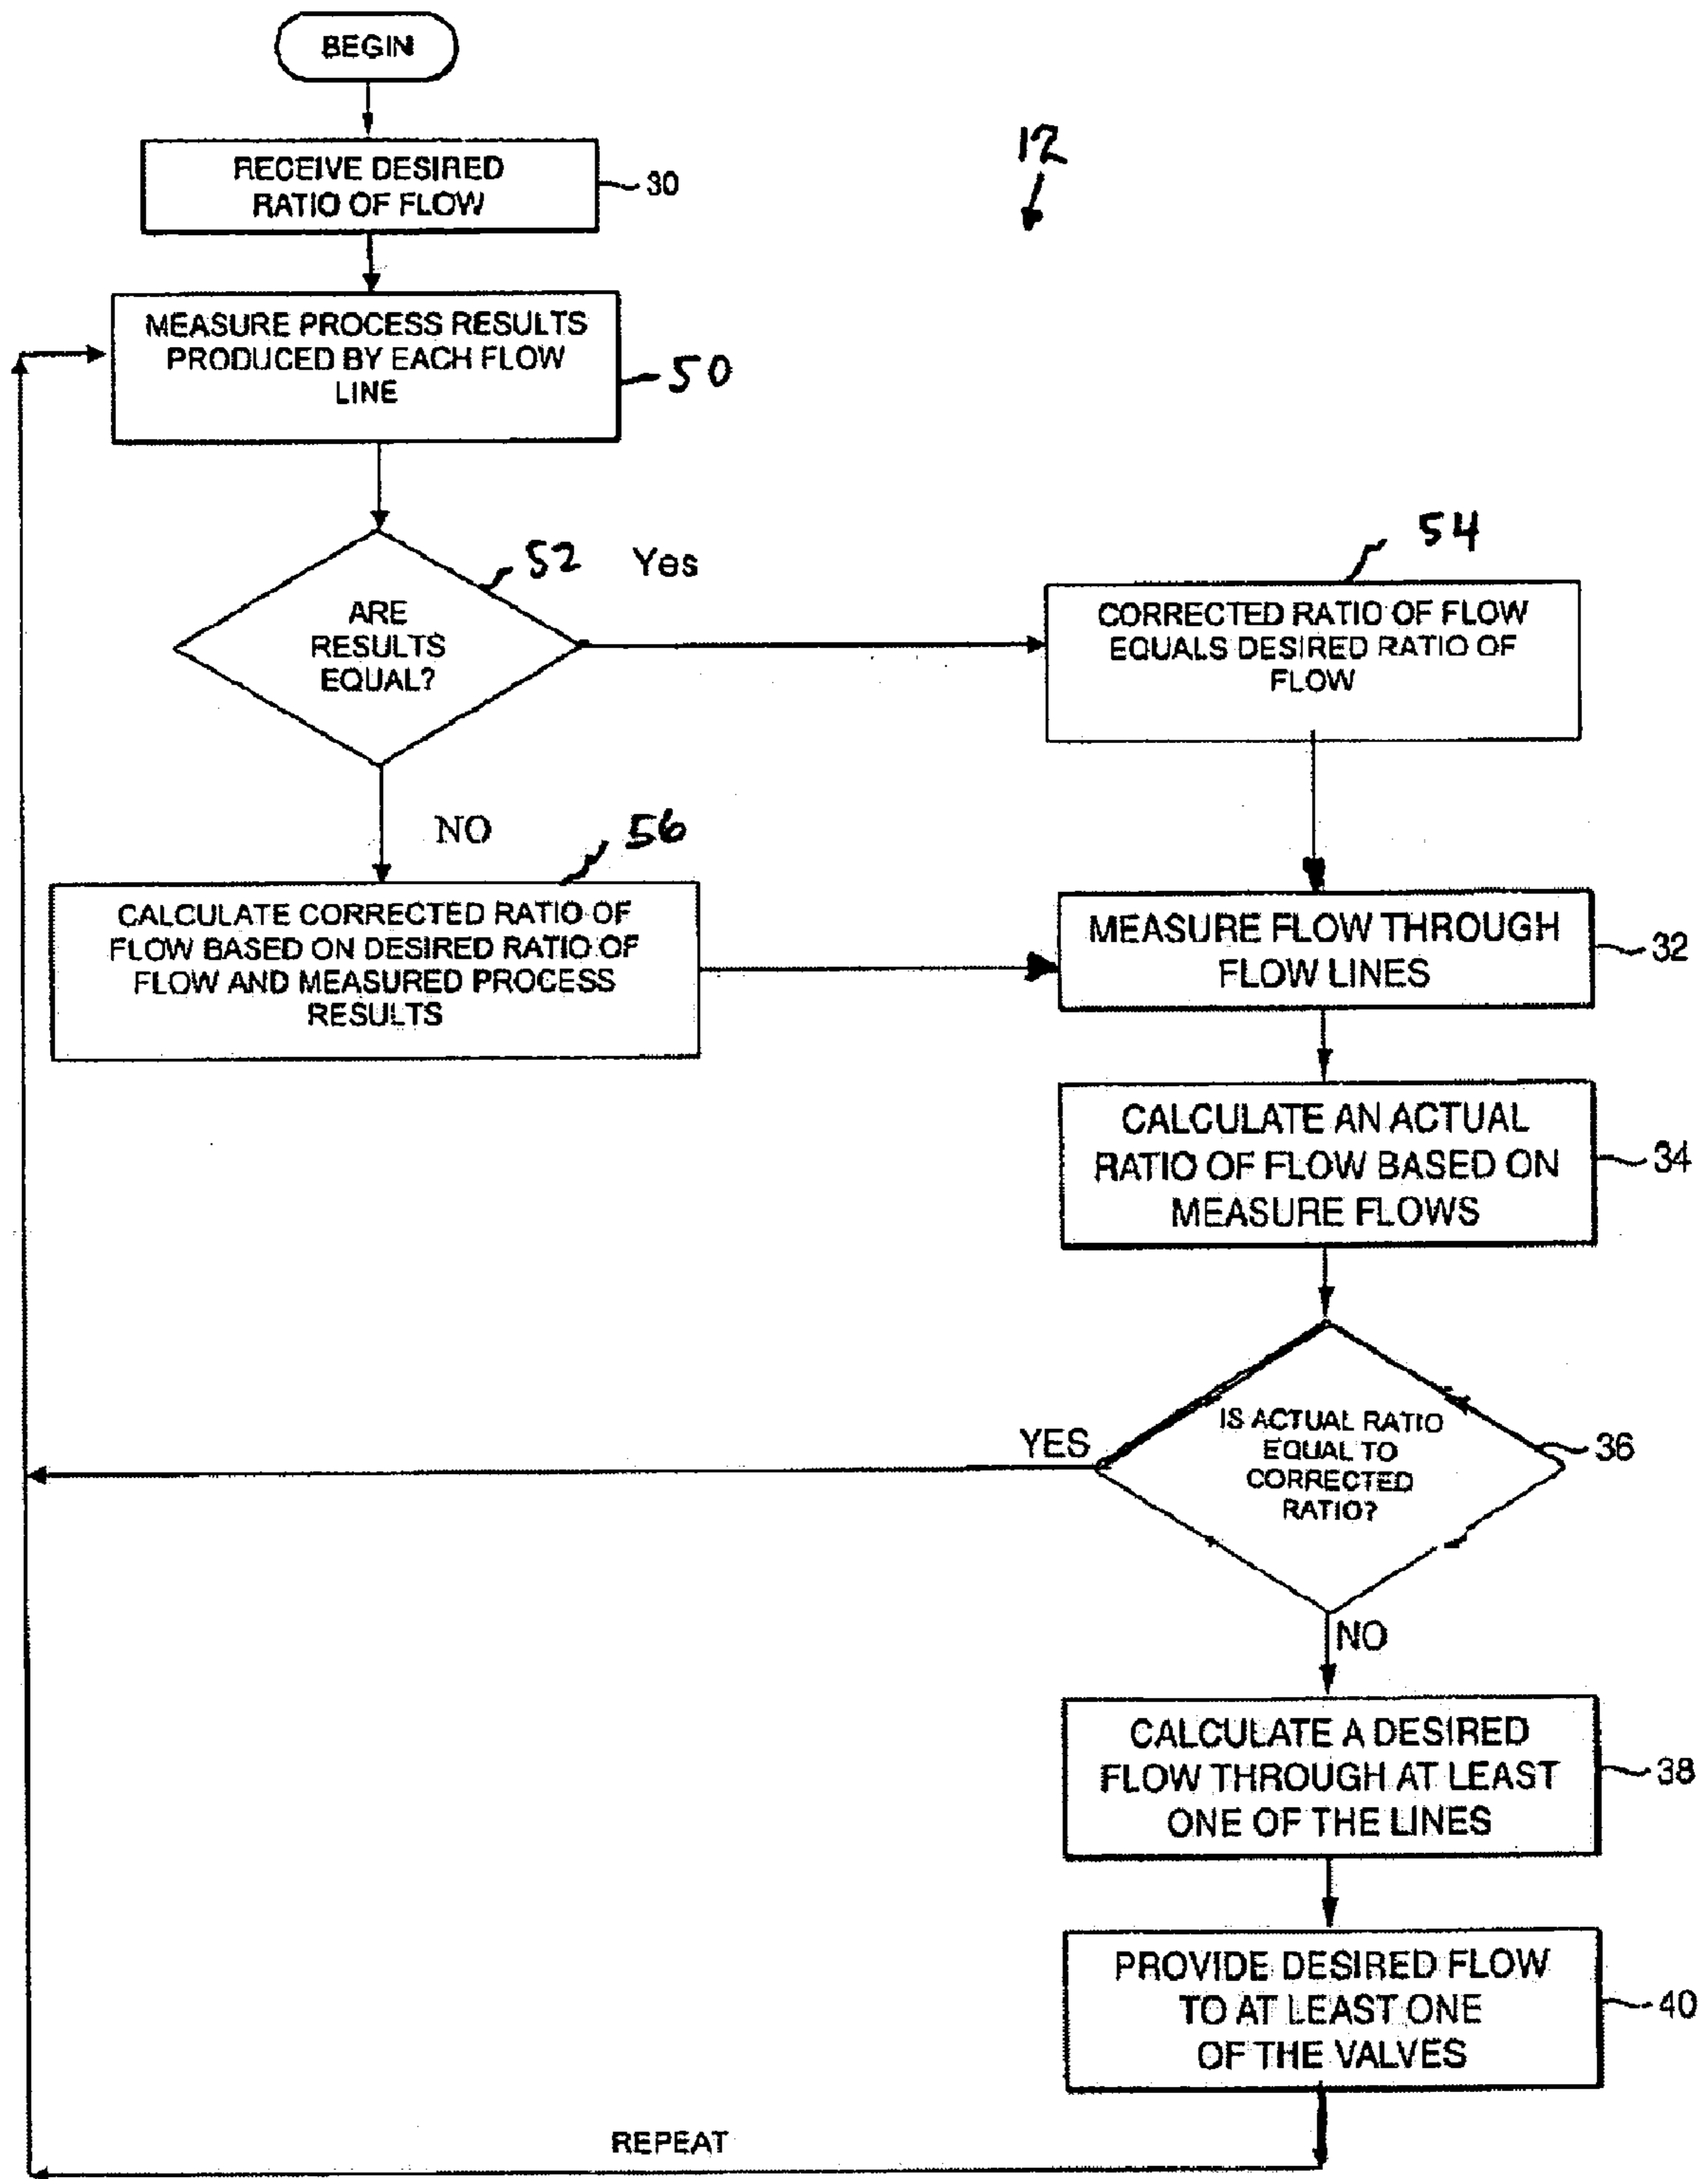 BEGIN
RECEIVE DESIRED
RATIO OF FLOW
30
12
MEASURE PROCESS RESULTS
PRODUCED BY EACH FLOW
LINE
50
ARE
RESULTS
EQUAL?
52
Yes
54
CORRECTED RATIO OF FLOW
EQUALS DESIRED RATIO OF
FLOW
NO
56
CALCULATE CORRECTED RATIO OF
FLOW BASED ON DESIRED RATIO OF
FLOW AND MEASURED PROCESS
RESULTS
MEASURE FLOW THROUGH
FLOW LINES
32
CALCULATE AN ACTUAL
RATIO OF FLOW BASED ON
MEASURE FLOWS
34
YES
IS ACTUAL RATIO
EQUAL TO
CORRECTED
RATIO?
36
NO
CALCULATE A DESIRED
FLOW THROUGH AT LEAST
ONE OF THE LINES
38
PROVIDE DESIRED FLOW
TO AT LEAST ONE
OF THE VALVES
40
REPEAT